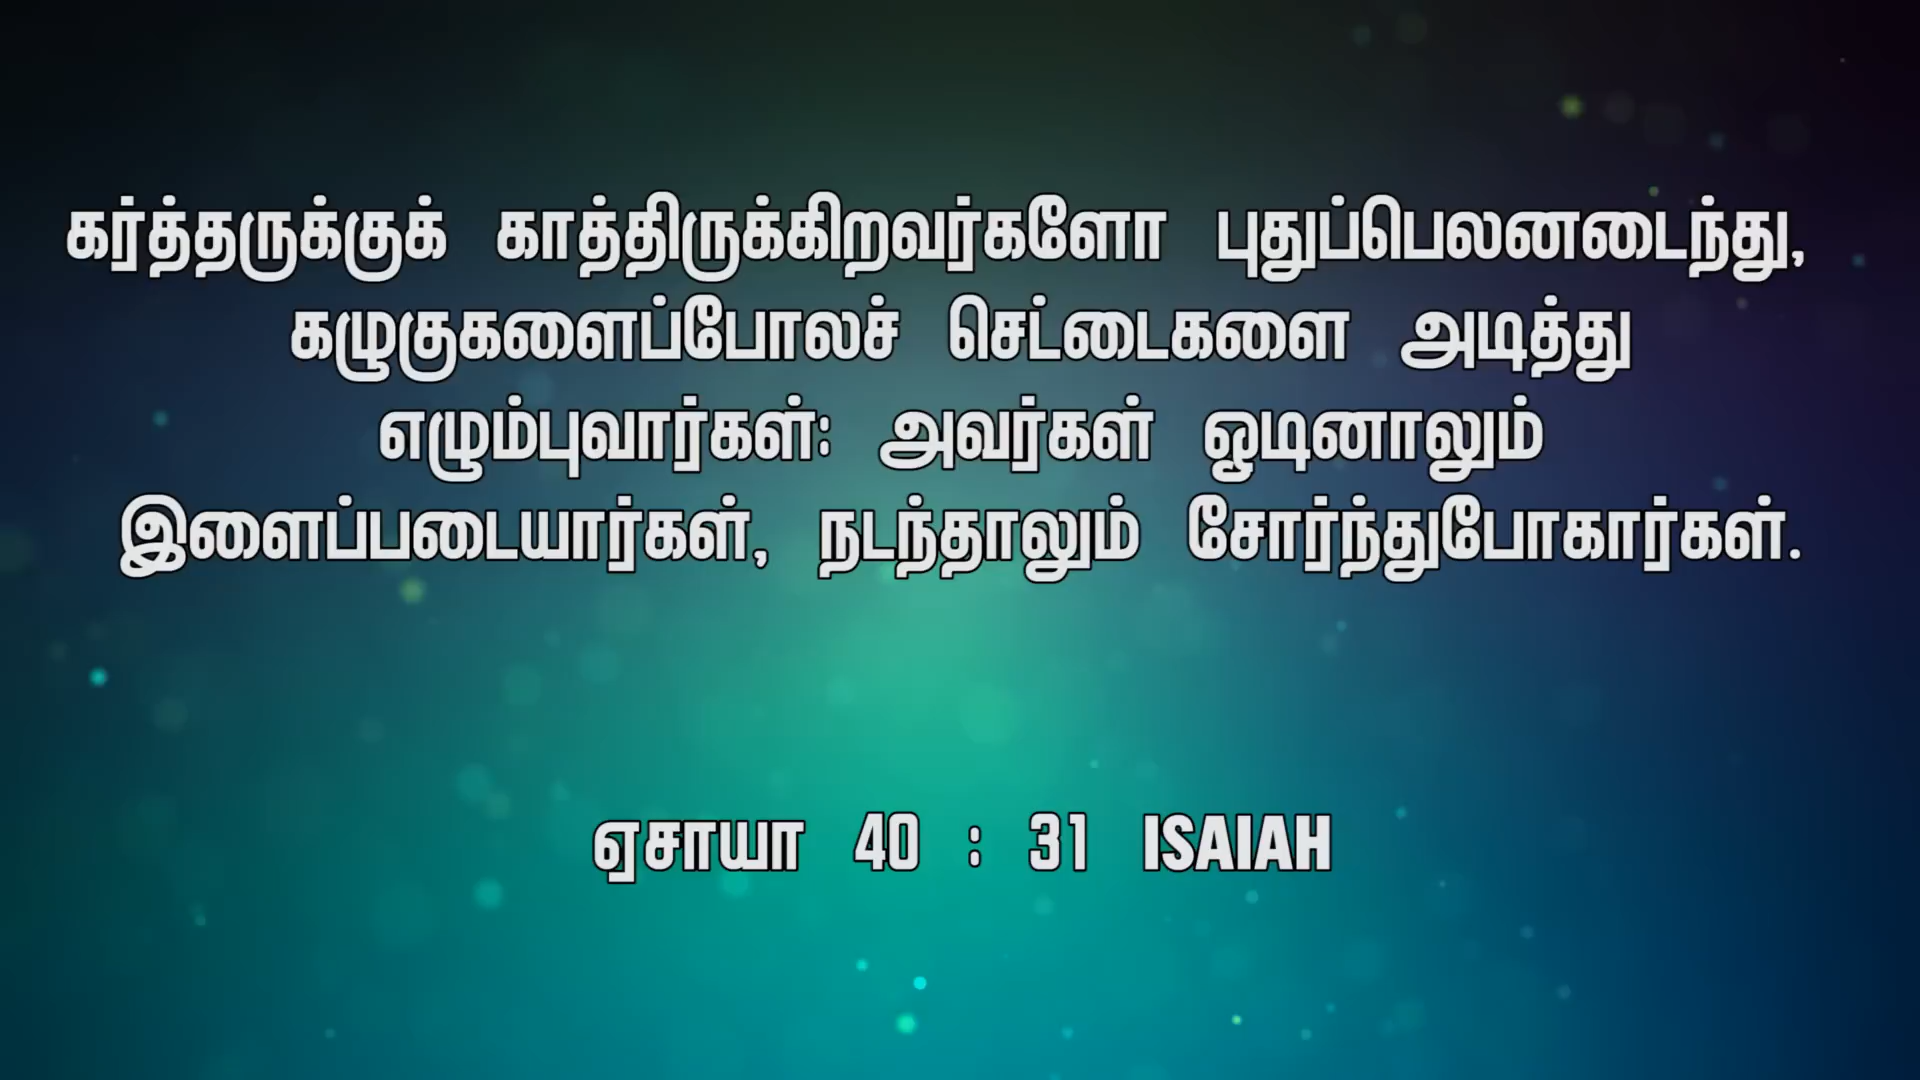 கர்த்தருக்குக் காத்திருக்கிறவர்களோ புதுப்பெலனடைந்து,
கழுகுகளைப்போலச் செட்டைகளை அடித்து
எழும்புவார்கள்: அவர்கள் ஓடினாலும்
இளைப்படையார்கள், நடந்தாலும் சோர்ந்துபோகார்கள்.
ஏசாயா 40 : 31 ISAIAH